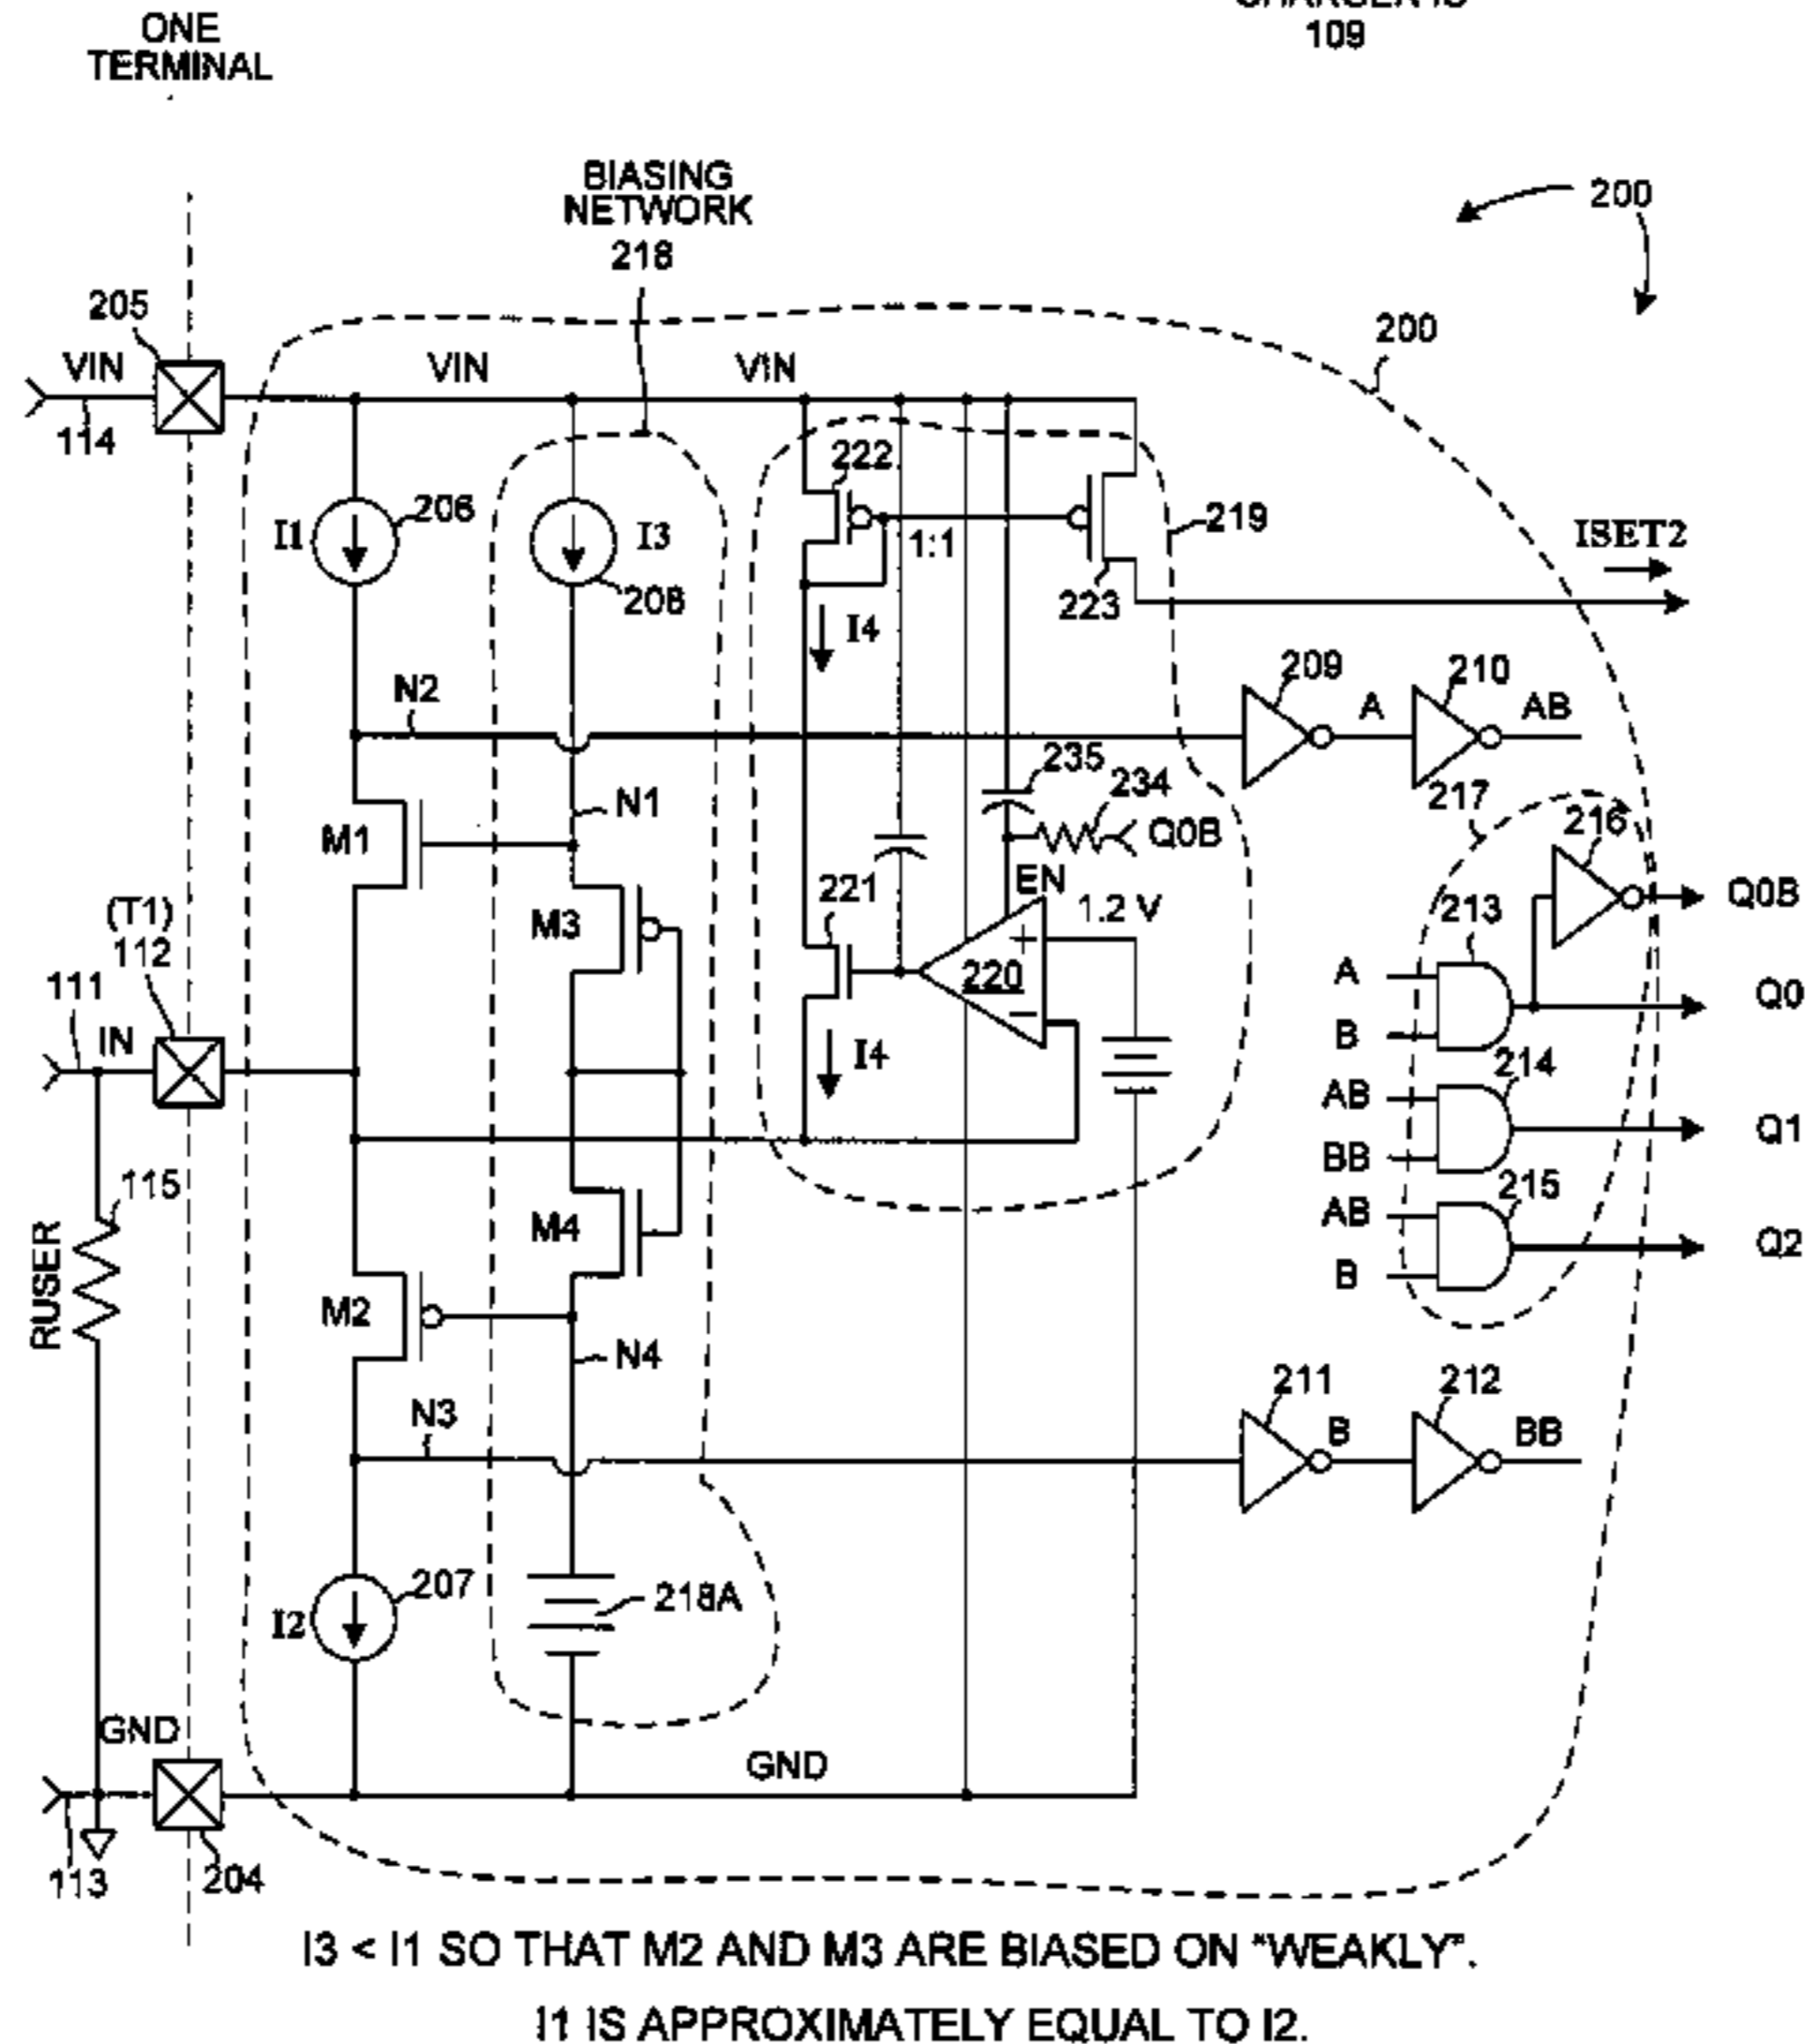 109
ONE
TERMINAL
BIASING
NETWORK
218
200
205
200
VIN
VIN
VIN
114
222
I1
206
I3
1:1
219
208
223
ISET2
I4
N2
209
A
210
AB
235
234
217
N1
Q0B
216
M1
221
EN
1.2 V
213
Q0B
(T1)
112
M3
+
220
−
A
111
IN
B
Q0
I4
214
AB
Q1
BB
115
215
M4
AB
Q2
RUSER
M2
B
N4
N3
211
B
212
BB
I2
207
218A
GND
GND
113
204
I3 < I1 SO THAT M2 AND M3 ARE BIASED ON "WEAKLY".
I1 IS APPROXIMATELY EQUAL TO I2.